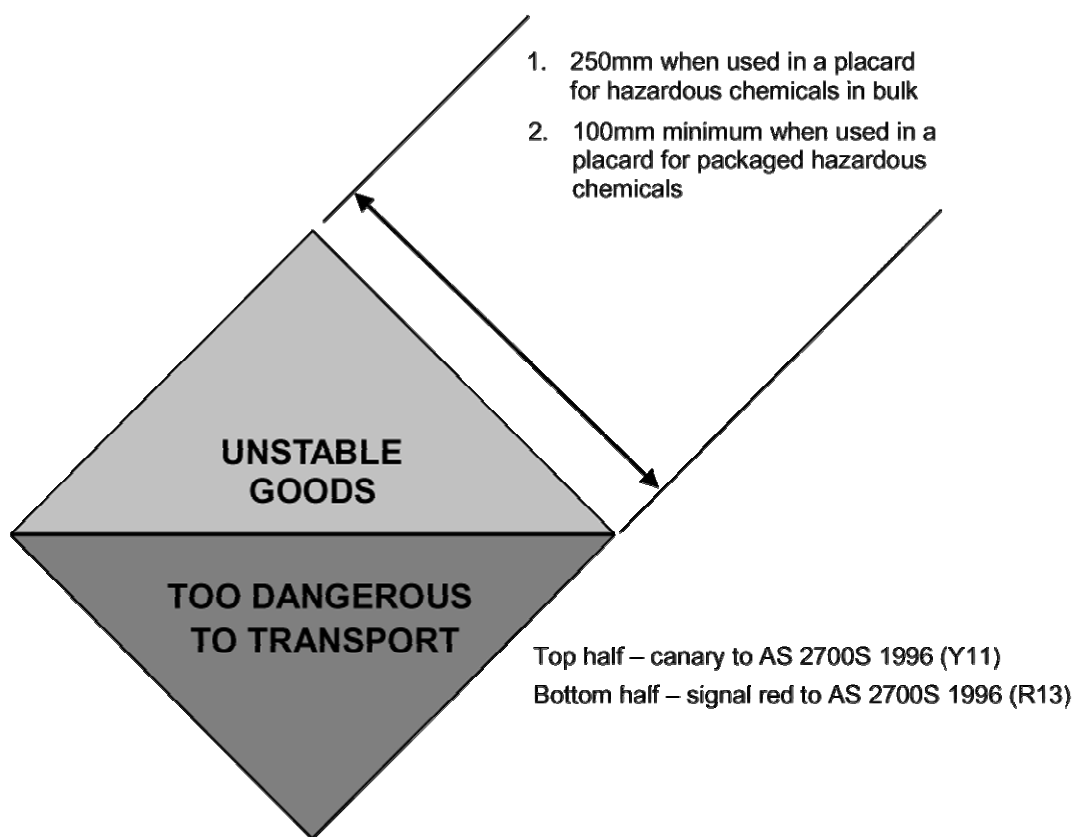 1. 250mm when used in a placard
for hazardous chemicals in bulk
2. 100mm minimum when used in a
placard for packaged hazardous
chemicals
UNSTABLE
GOODS
TOO DANGEROUS
TO TRANSPORT
Top half – canary to AS 2700S 1996 (Y11)
Bottom half – signal red to AS 2700S 1996 (R13)